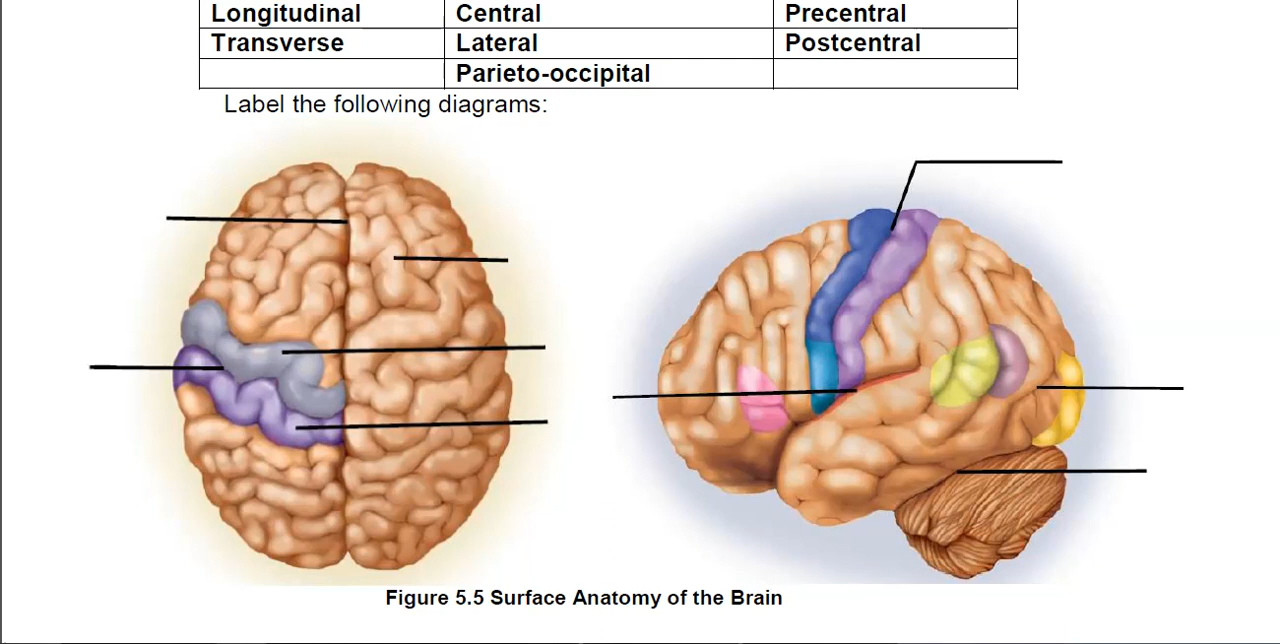 Longitudinal Central Precentral
Transverse Lateral Postcentral
Parieto-occipital
Label the following diagrams:
Figure 5.5 Surface Anatomy of the Brain